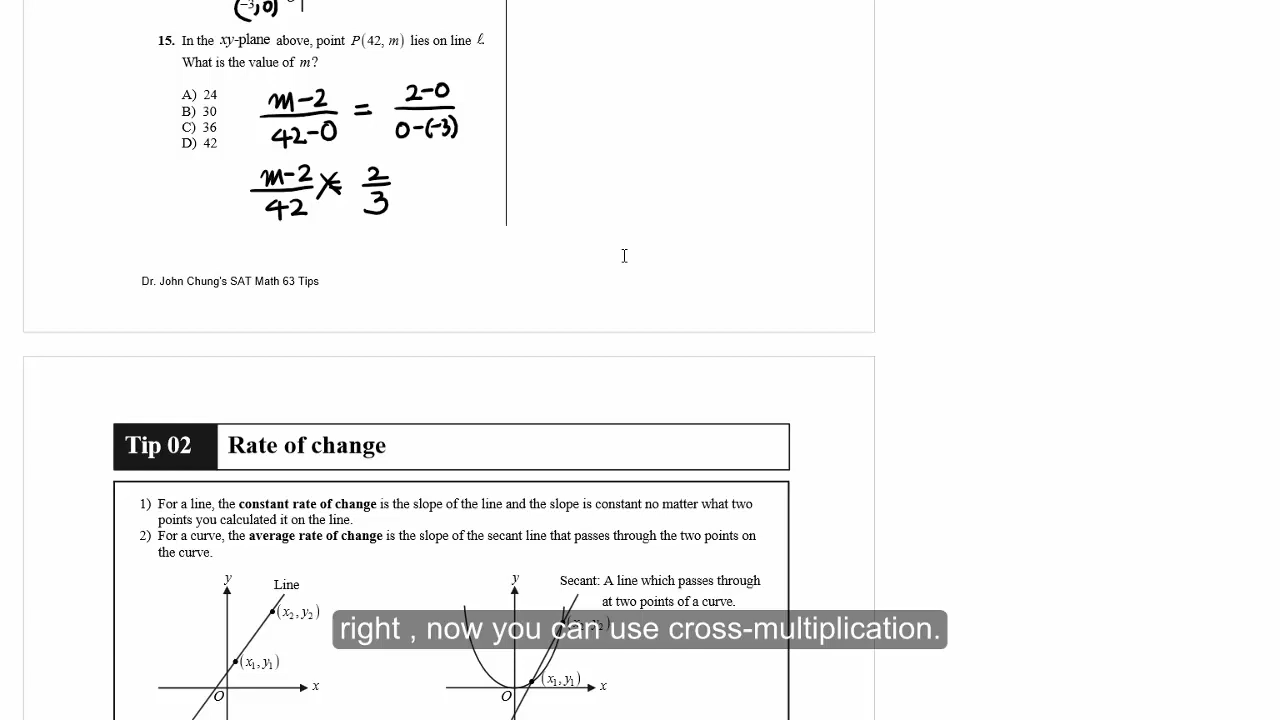 (-3,0)
15. In the xy-plane above, point P(42, m) lies on line ℓ.
What is the value of m?
A) 24
B) 30
C) 36
D) 42
m-2/42-0 = 2-0/0-(-3)
m-2/42 = 2/3
Dr. John Chung's SAT Math 63 Tips
Tip 02 Rate of change
1) For a line, the constant rate of change is the slope of the line and the slope is constant no matter what two
points you calculated it on the line.
2) For a curve, the average rate of change is the slope of the secant line that passes through the two points on
the curve.
y
Line
(x₂, y₂)
(x₁, y₁)
x
O
y
Secant: A line which passes through
at two points of a curve.
(x₁, y₁)
x
O
right , now you can use cross-multiplication.